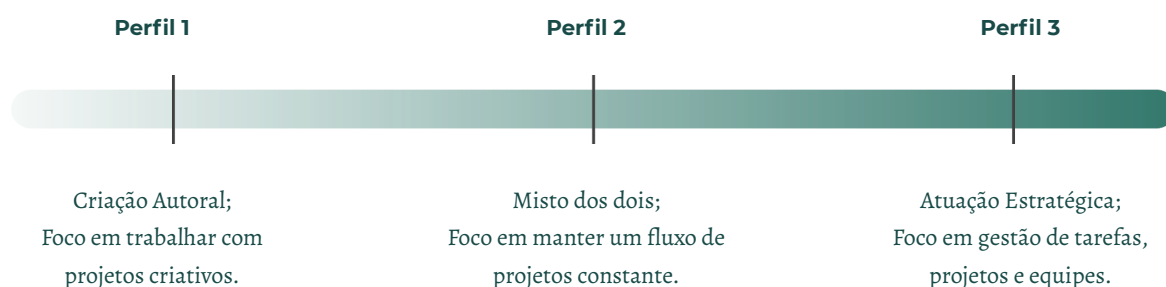 Perfil 1
Perfil 2
Perfil 3
Criação Autoral;
Foco em trabalhar com
projetos criativos.
Misto dos dois;
Foco em manter um fluxo de
projetos constante.
Atuação Estratégica;
Foco em gestão de tarefas,
projetos e equipes.